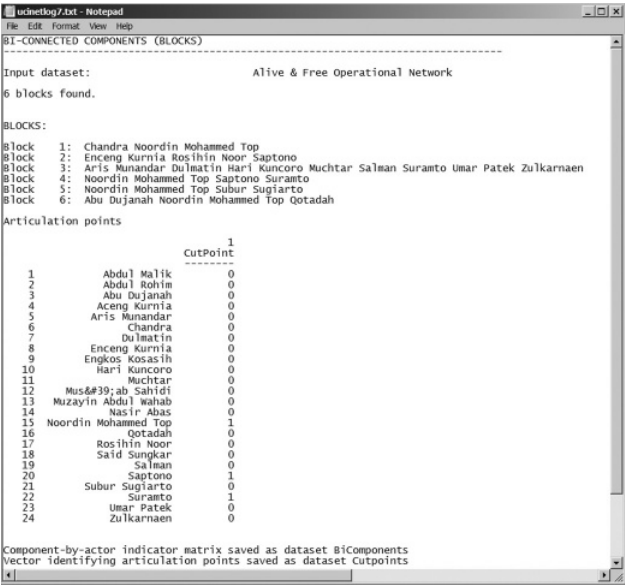 ucinetlog7.txt - Notepad
File Edit Format View Help
BI-CONNECTED COMPONENTS (BLOCKS)
--------------------------------------------------------------------------------
Input dataset: Alive & Free Operational Network
6 blocks found.
BLOCKS:
Block 1: Chandra Noordin Mohammed Top
Block 2: Enceng Kurnia Rosihin Noor Saptono
Block 3: Aris Munandar Dulmatin Hari Kuncoro Muchtar Salman Suramto Umar Patek Zulkarnaen
Block 4: Noordin Mohammed Top Saptono Suramto
Block 5: Noordin Mohammed Top Subur Sugiarto
Block 6: Abu Dujanah Noordin Mohammed Top Qotadah
Articulation points
1
CutPoint
--------
1 Abdul Malik 0
2 Abdul Rohim 0
3 Abu Dujanah 0
4 Aceng Kurnia 0
5 Aris Munandar 0
6 Chandra 0
7 Dulmatin 0
8 Enceng Kurnia 0
9 Engkos Kosasih 0
10 Hari Kuncoro 0
11 Muchtar 0
12 Mus&#39;ab Sahidi 0
13 Muzayin Abdul Wahab 0
14 Nasir Abas 0
15 Noordin Mohammed Top 1
16 Qotadah 0
17 Rosihin Noor 0
18 Said Sungkar 0
19 Salman 0
20 Saptono 1
21 Subur Sugiarto 0
22 Suramto 1
23 Umar Patek 0
24 Zulkarnaen 0
Component-by-actor indicator matrix saved as dataset BiComponents
Vector identifying articulation points saved as dataset Cutpoints